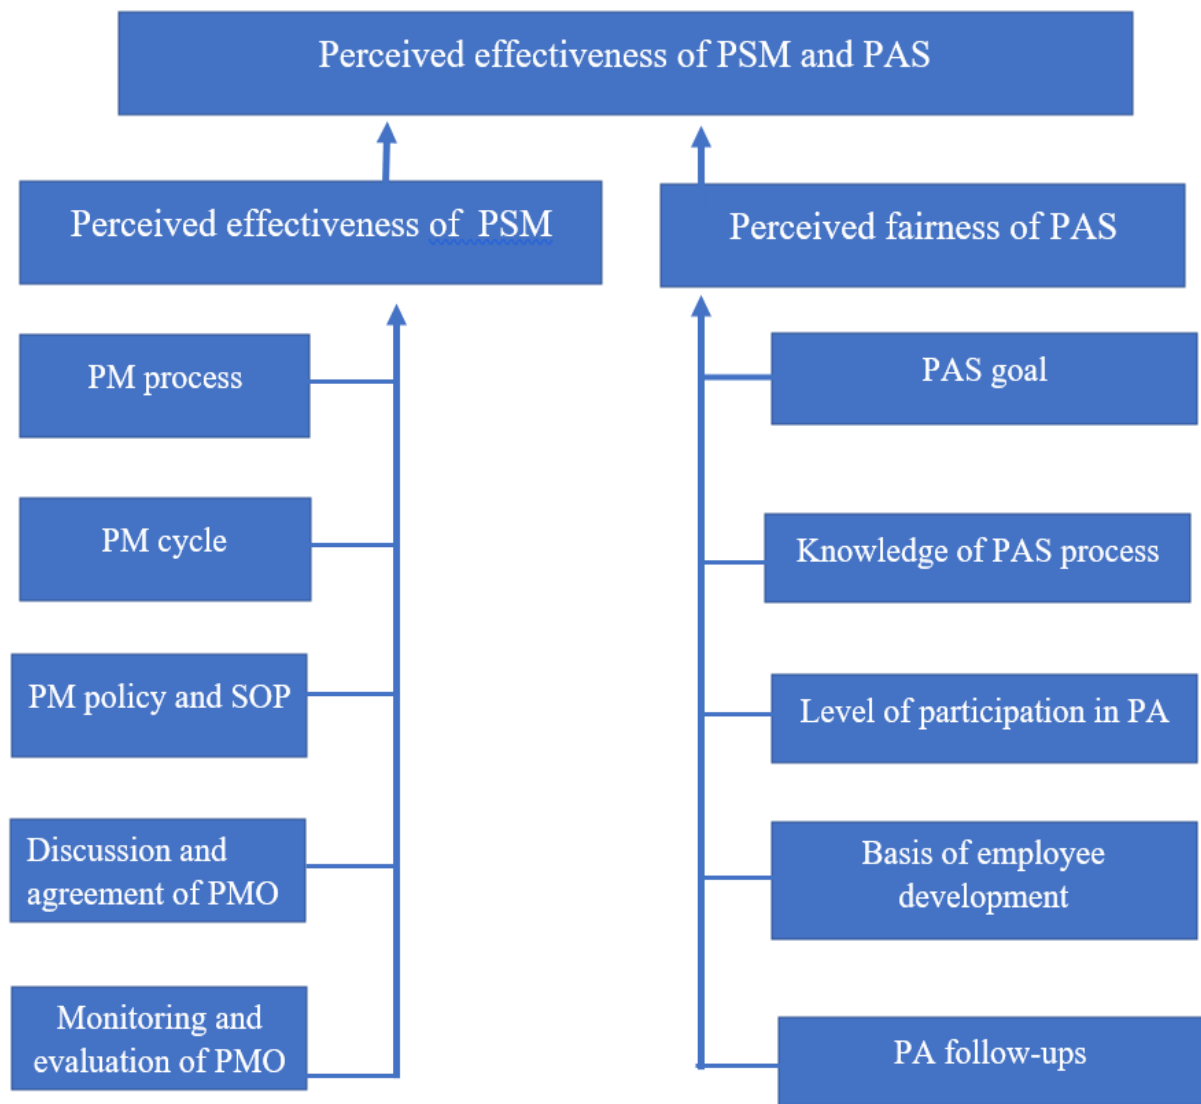 Perceived effectiveness of PSM and PAS
Perceived effectiveness of PSM
Perceived fairness of PAS
PM process
PM cycle
PM policy and SOP
Discussion and
agreement of PMO
Monitoring and
evaluation of PMO
PAS goal
Knowledge of PAS process
Level of participation in PA
Basis of employee
development
PA follow-ups